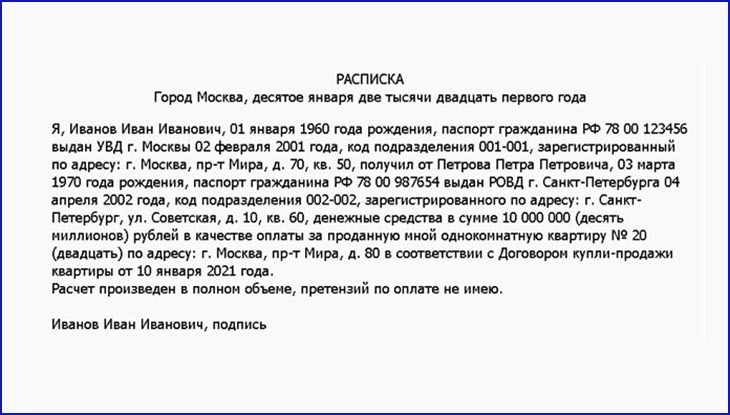 РАСПИСКА
Город Москва, десятое января две тысячи двадцать первого года
Я, Иванов Иван Иванович, 01 января 1960 года рождения, паспорт гражданина РФ 78 00 123456
выдан УВД г. Москвы 02 февраля 2001 года, код подразделения 001-001, зарегистрированный
по адресу: г. Москва, пр-т Мира, д. 70, кв. 50, получил от Петрова Петра Петровича, 03 марта
1970 года рождения, паспорт гражданина РФ 78 00 987654 выдан РОВД г. Санкт-Петербурга 04
апреля 2002 года, код подразделения 002-002, зарегистрированного по адресу: г. Санкт-
Петербург, ул. Советская, д. 10, кв. 60, денежные средства в сумме 10 000 000 (десять
миллионов) рублей в качестве оплаты за проданную мной однокомнатную квартиру № 20
(двадцать) по адресу: г. Москва, пр-т Мира, д. 80 в соответствии с Договором купли-продажи
квартиры от 10 января 2021 года.
Расчет произведен в полном объеме, претензий по оплате не имею.
Иванов Иван Иванович, подпись